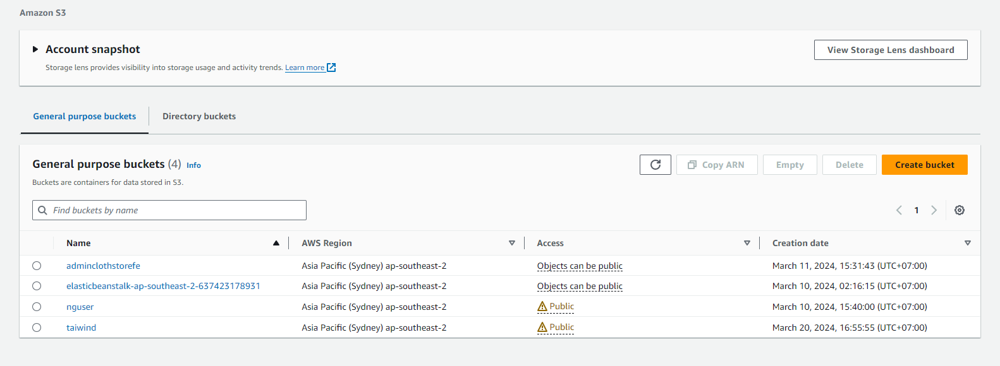 Amazon S3
Account snapshot
View Storage Lens dashboard
Storage lens provides visibility into storage usage and activity trends. Learn more
General purpose buckets
Directory buckets
General purpose buckets (4) Info
Copy ARN
Empty
Delete
Create bucket
Buckets are containers for data stored in S3.
Find buckets by name
1
Name AWS Region Access Creation date
adminclothstorefe Asia Pacific (Sydney) ap-southeast-2 Objects can be public March 11, 2024, 15:31:43 (UTC+07:00)
elasticbeanstalk-ap-southeast-2-637423178931 Asia Pacific (Sydney) ap-southeast-2 Objects can be public March 10, 2024, 02:16:15 (UTC+07:00)
nguser Asia Pacific (Sydney) ap-southeast-2 Public March 10, 2024, 15:40:00 (UTC+07:00)
taiwind Asia Pacific (Sydney) ap-southeast-2 Public March 20, 2024, 16:55:55 (UTC+07:00)